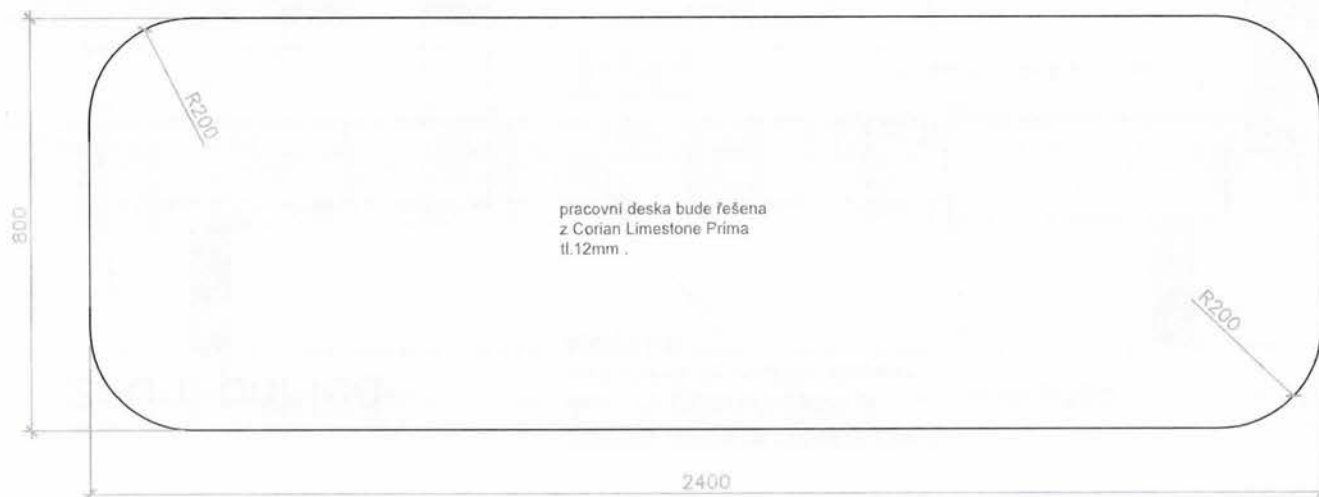 R200
800
pracovní deska bude řešena
z Corian Limestone Prima
tl.12mm .
R200
2400